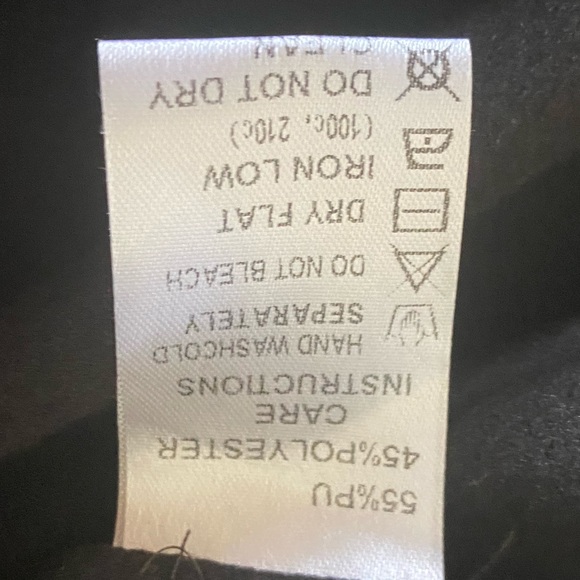 55%PU
45%POLYESTER
CARE
INSTRUCTIONS
HAND WASHCOLD
SEPARATELY
DO NOT BLEACH
DRY FLAT
IRON LOW
(100c, 210c)
DO NOT DRY
CLEAN